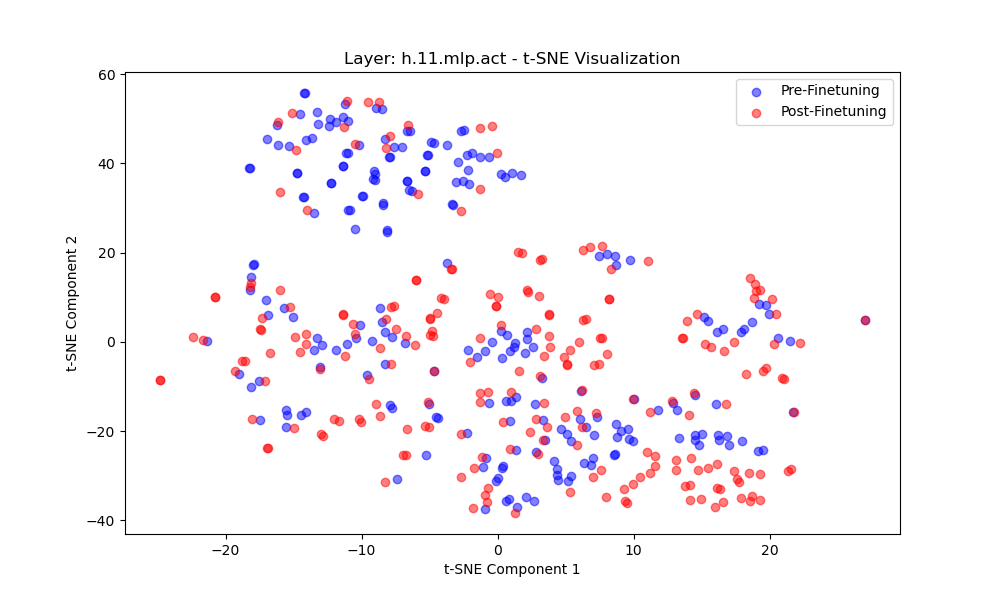 Layer: h.11.mlp.act - t-SNE Visualization
Pre-Finetuning
Post-Finetuning
60
40
20
0
−20
−40
t-SNE Component 2
−20
−10
0
10
20
t-SNE Component 1